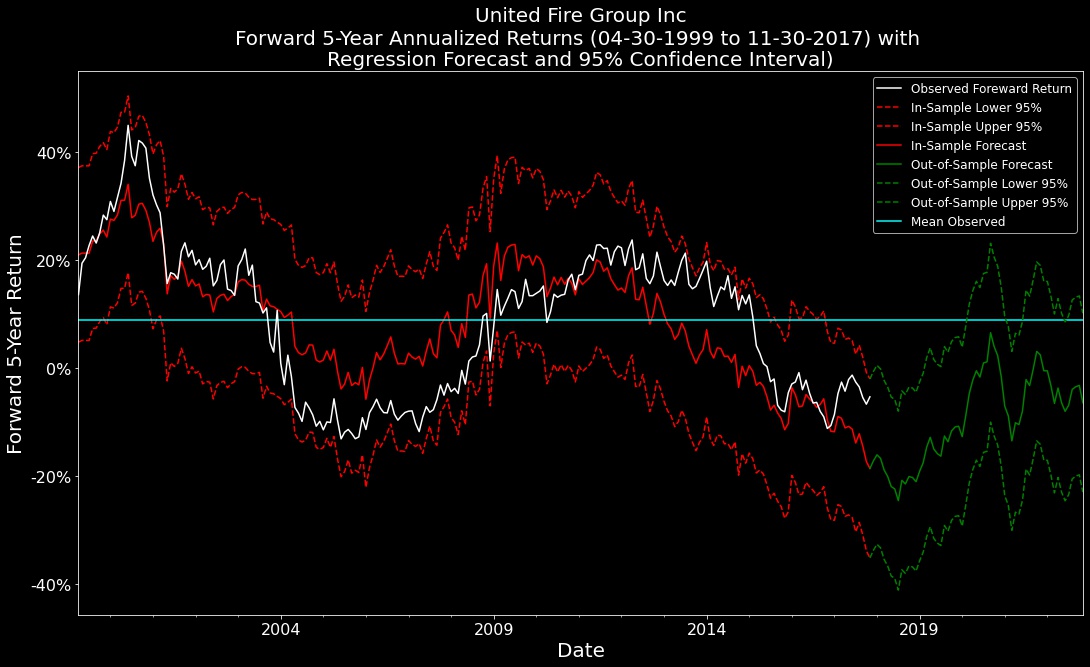 United Fire Group Inc
Forward 5-Year Annualized Returns (04-30-1999 to 11-30-2017) with
Regression Forecast and 95% Confidence Interval)
Observed Foreward Return
In-Sample Lower 95%
In-Sample Upper 95%
In-Sample Forecast
Out-of-Sample Forecast
Out-of-Sample Lower 95%
Out-of-Sample Upper 95%
Mean Observed
Forward 5-Year Return
40%
20%
0%
-20%
-40%
2004
2009
2014
2019
Date